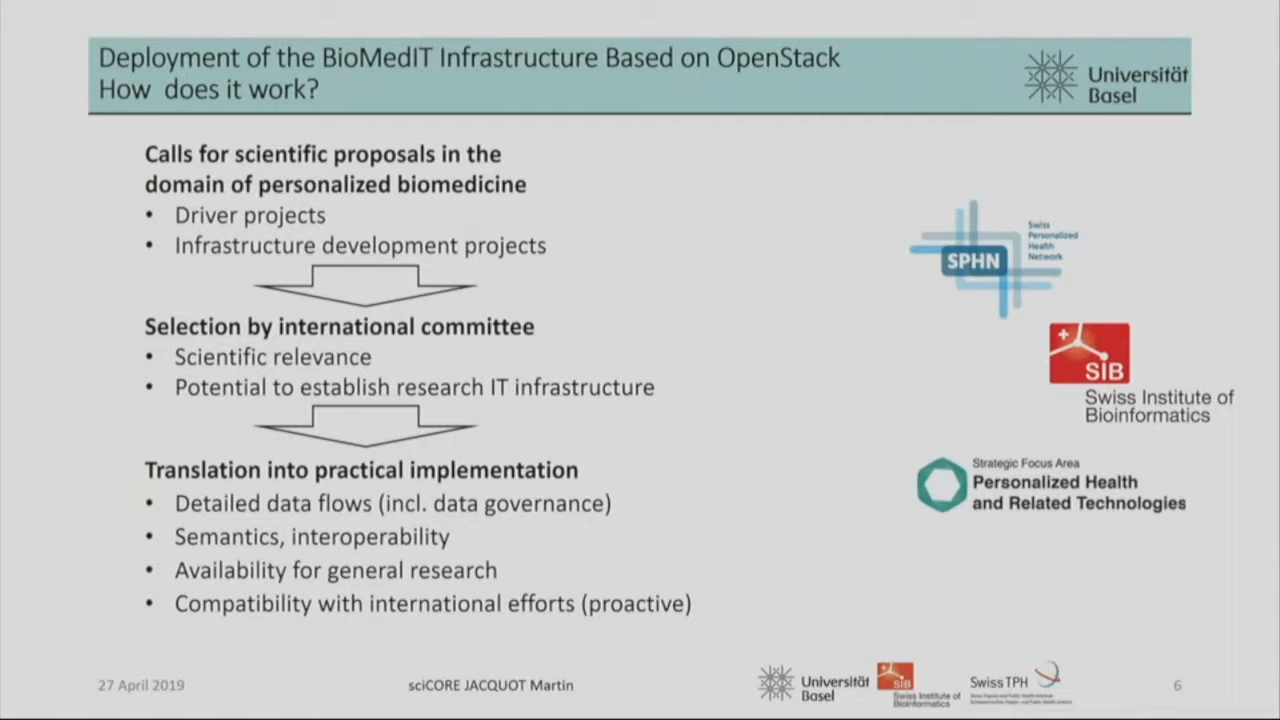 Deployment of the BioMedIT Infrastructure Based on OpenStack
How does it work?
Universität
Basel
Calls for scientific proposals in the
domain of personalized biomedicine
• Driver projects
• Infrastructure development projects
Selection by international committee
• Scientific relevance
• Potential to establish research IT infrastructure
Translation into practical implementation
• Detailed data flows (incl. data governance)
• Semantics, interoperability
• Availability for general research
• Compatibility with international efforts (proactive)
SPHN
Swiss
Personalized
Health
Network
SIB
Swiss Institute of
Bioinformatics
Strategic Focus Area
Personalized Health
and Related Technologies
27 April 2019
sciCORE JACQUOT Martin
Universität
Basel
SIB
Swiss Institute of
Bioinformatics
Swiss TPH
6